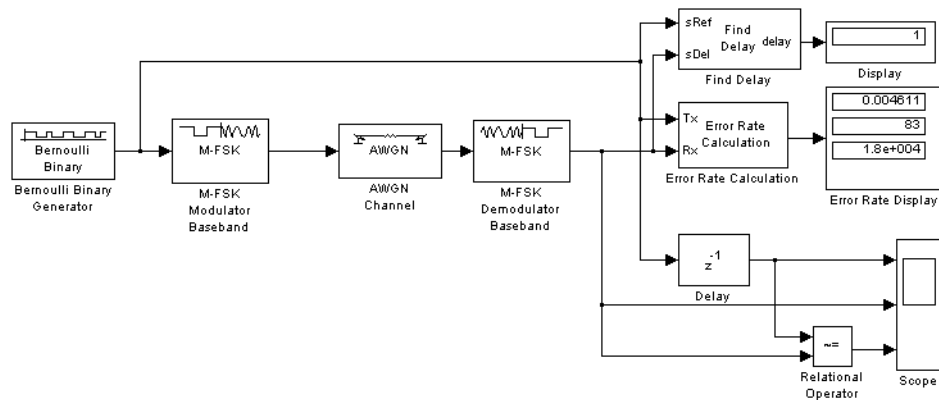 sRef
sDel
Find
Delay
delay
Find Delay
1
Display
Tx
Rx
Error Rate
Calculation
Error Rate Calculation
0.004611
83
1.8e+004
Error Rate Display
Bernoulli
Binary
Bernoulli Binary
Generator
M-FSK
M-FSK
Modulator
Baseband
AWGN
AWGN
Channel
M-FSK
M-FSK
Demodulator
Baseband
z-1
Delay
~=
Relational
Operator
Scope